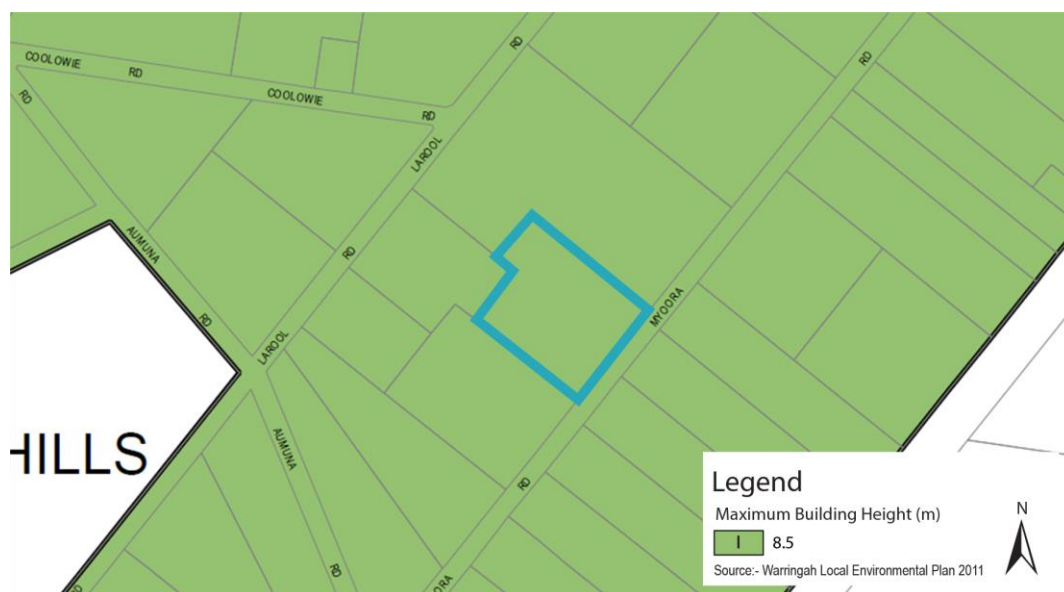 COOLOWIE
RD
COOLOWIE
RD
RD
LAROOL
RD
RD
AUMUNA
RD
RD
LAROOL
MYOORA
RD
AUMUNA
RD
RD
ORA
RD
HILLS
Legend
Maximum Building Height (m)
I 8.5
Source:- Warringah Local Environmental Plan 2011
N